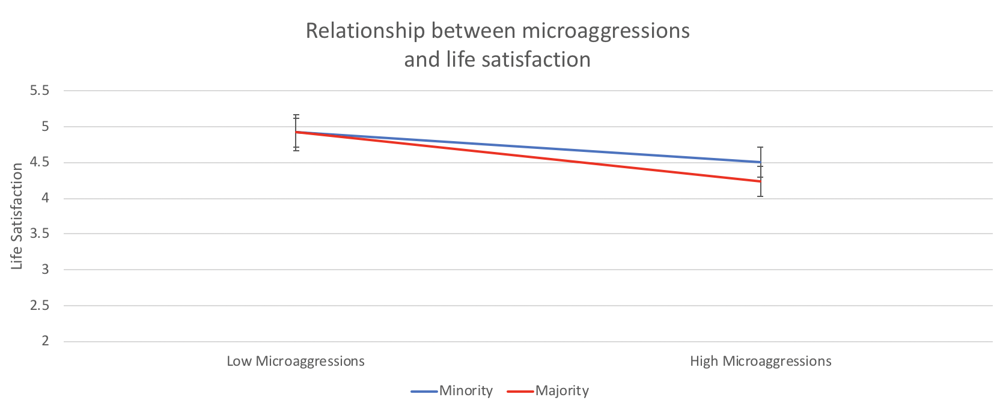 Relationship between microaggressions
and life satisfaction
5.5
5
4.5
4
3.5
3
2.5
2
Life Satisfaction
Low Microaggressions
High Microaggressions
Minority
Majority